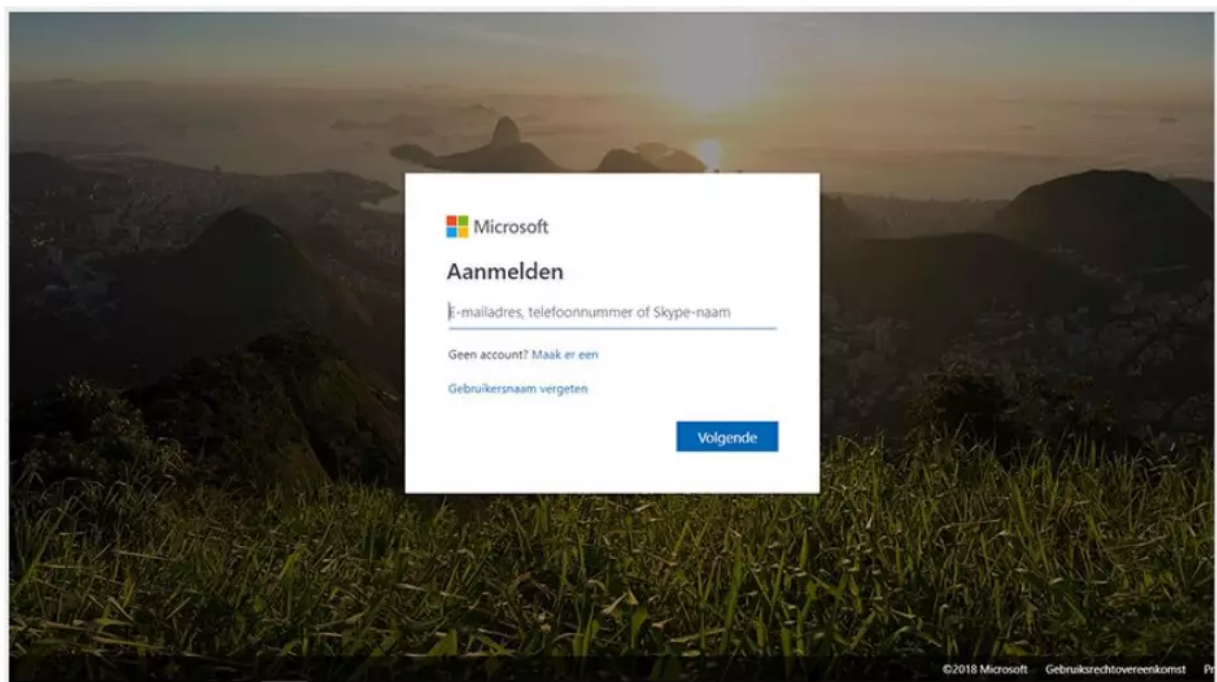 Microsoft
Aanmelden
E-mailadres, telefoonnummer of Skype-naam
Geen account? Maak er een
Gebruikersnaam vergeten
Volgende
©2018 Microsoft Gebruiksrechtovereenkomst